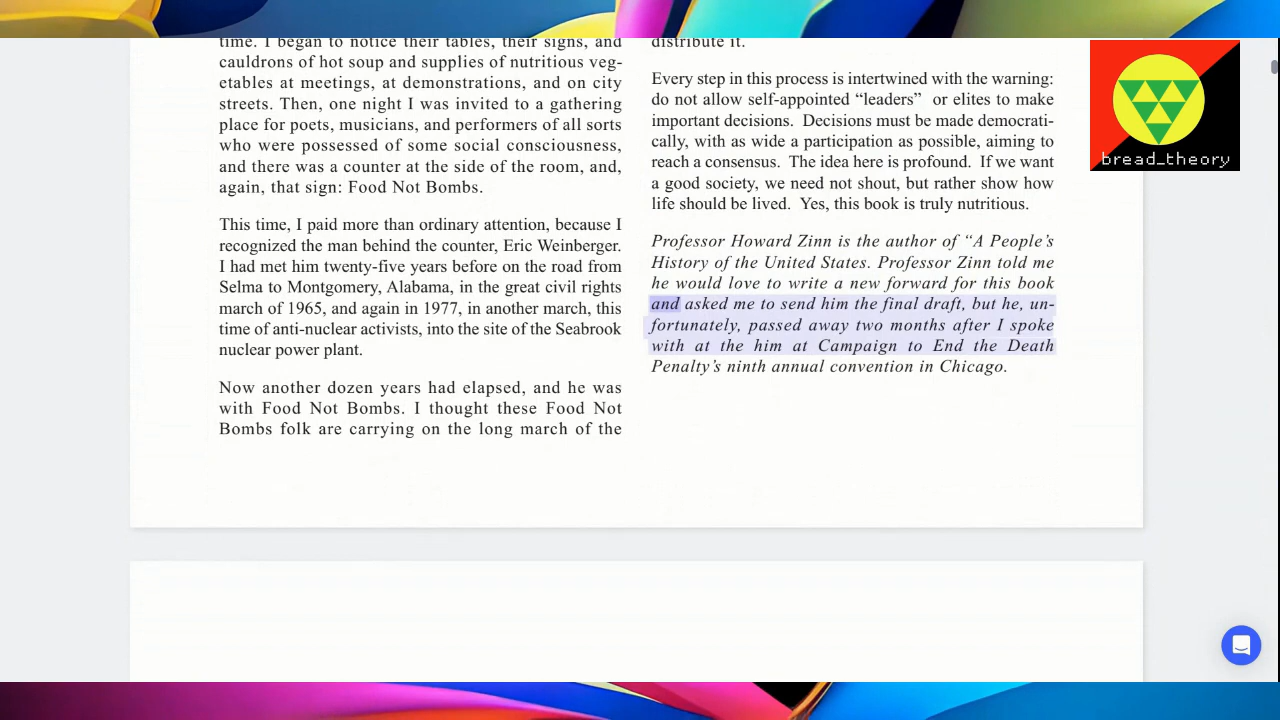 time. I began to notice their tables, their signs, and
cauldrons of hot soup and supplies of nutritious veg-
etables at meetings, at demonstrations, and on city
streets. Then, one night I was invited to a gathering
place for poets, musicians, and performers of all sorts
who were possessed of some social consciousness,
and there was a counter at the side of the room, and,
again, that sign: Food Not Bombs.
This time, I paid more than ordinary attention, because I
recognized the man behind the counter, Eric Weinberger.
I had met him twenty-five years before on the road from
Selma to Montgomery, Alabama, in the great civil rights
march of 1965, and again in 1977, in another march, this
time of anti-nuclear activists, into the site of the Seabrook
nuclear power plant.
Now another dozen years had elapsed, and he was
with Food Not Bombs. I thought these Food Not
Bombs folk are carrying on the long march of the
distribute it.
Every step in this process is intertwined with the warning:
do not allow self-appointed “leaders” or elites to make
important decisions. Decisions must be made democrati-
cally, with as wide a participation as possible, aiming to
reach a consensus. The idea here is profound. If we want
a good society, we need not shout, but rather show how
life should be lived. Yes, this book is truly nutritious.
Professor Howard Zinn is the author of “A People’s
History of the United States. Professor Zinn told me
he would love to write a new forward for this book
and asked me to send him the final draft, but he, un-
fortunately, passed away two months after I spoke
with at the him at Campaign to End the Death
Penalty’s ninth annual convention in Chicago.
bread_theory